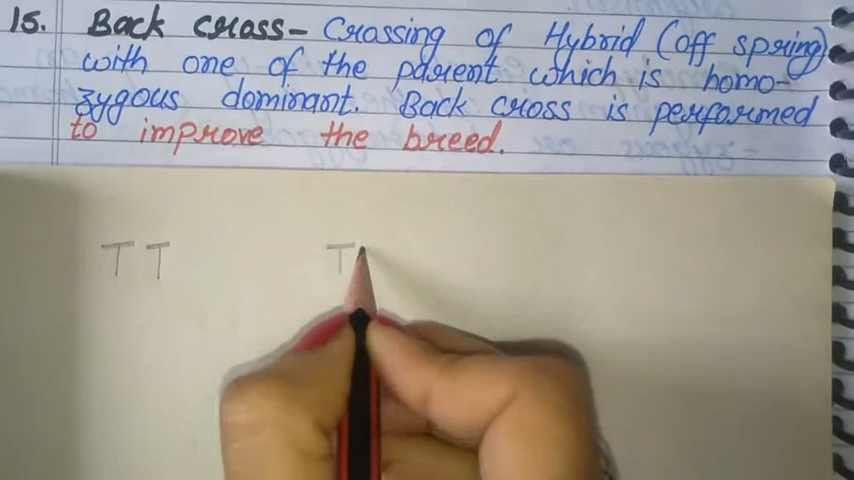 15. Back cross- Crossing of Hybrid (off spring)
with one of the parent which is homo-
zygous dominant. Back cross is performed
to improve the breed.
TT T